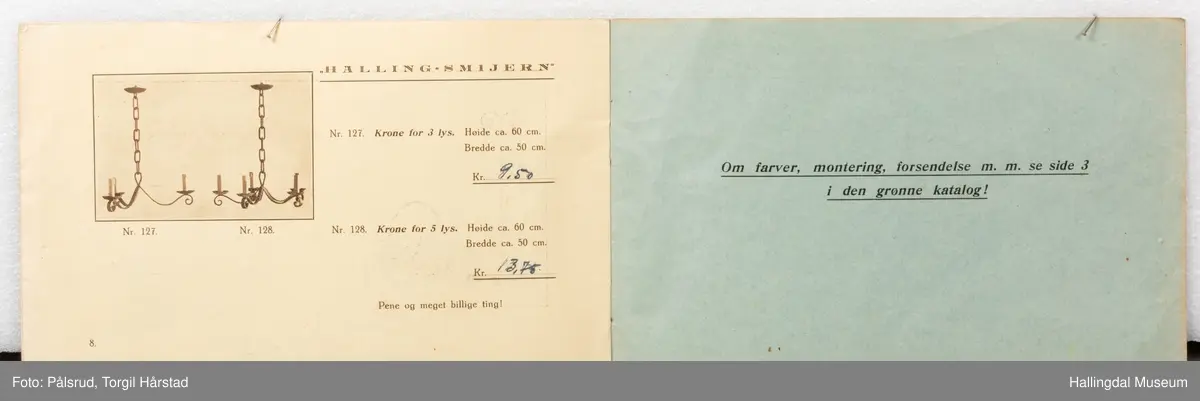 „HALLING-SMIJERN"
Nr. 127. Krone for 3 lys. Høide ca. 60 cm.
Bredde ca. 50 cm.
Kr. 9.50
Nr. 127. Nr. 128.
Nr. 128. Krone for 5 lys. Høide ca. 60 cm.
Bredde ca. 50 cm.
Kr. 13,75
Pene og meget billige ting!
8.
Om farver, montering, forsendelse m. m. se side 3
i den grønne katalog!
Foto: Pålsrud, Torgil Hårstad
Hallingdal Museum